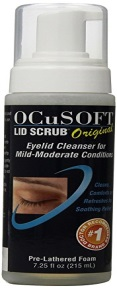 OCuSOFT
LID SCRUB Original
Eyelid Cleanser for
Mild-Moderate Conditions
#1
Pre-Lathered Foam
7.25 fl oz (215 mL)